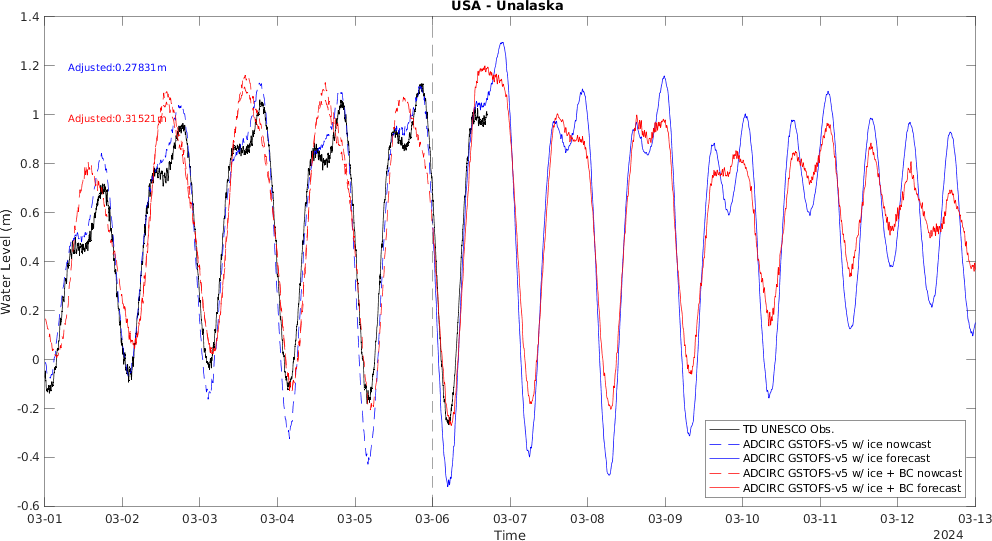 USA - Unalaska
Water Level (m)
1.4
1.2
1
0.8
0.6
0.4
0.2
0
-0.2
-0.4
-0.6
Adjusted:0.27831m
Adjusted:0.31521m
TD UNESCO Obs.
ADCIRC GSTOFS-v5 w/ ice nowcast
ADCIRC GSTOFS-v5 w/ ice forecast
ADCIRC GSTOFS-v5 w/ ice + BC nowcast
ADCIRC GSTOFS-v5 w/ ice + BC forecast
03-01 03-02 03-03 03-04 03-05 03-06 03-07 03-08 03-09 03-10 03-11 03-12 03-13
Time
2024